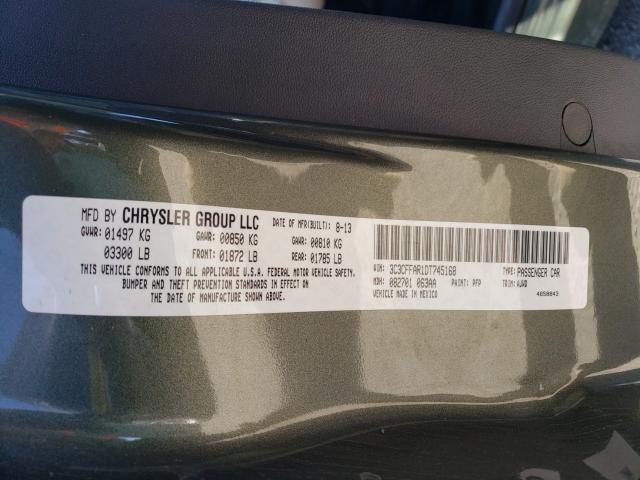 MFD BY CHRYSLER GROUP LLC DATE OF MFR(BUILT): 8-13
GVWR: 01497 KG GAWR: 00850 KG GAWR: 00810 KG
03300 LB FRONT: 01872 LB REAR: 01785 LB
THIS VEHICLE CONFORMS TO ALL APPLICABLE U.S.A. FEDERAL MOTOR VEHICLE SAFETY,
BUMPER AND THEFT PREVENTION STANDARDS IN EFFECT ON
THE DATE OF MANUFACTURE SHOWN ABOVE.
VIN: 3C3CFFAR1DT745168 TYPE: PASSENGER CAR
MDH: 082701 063AA PAINT: PFP TRIM: AVWD
VEHICLE MADE IN MEXICO 4658843